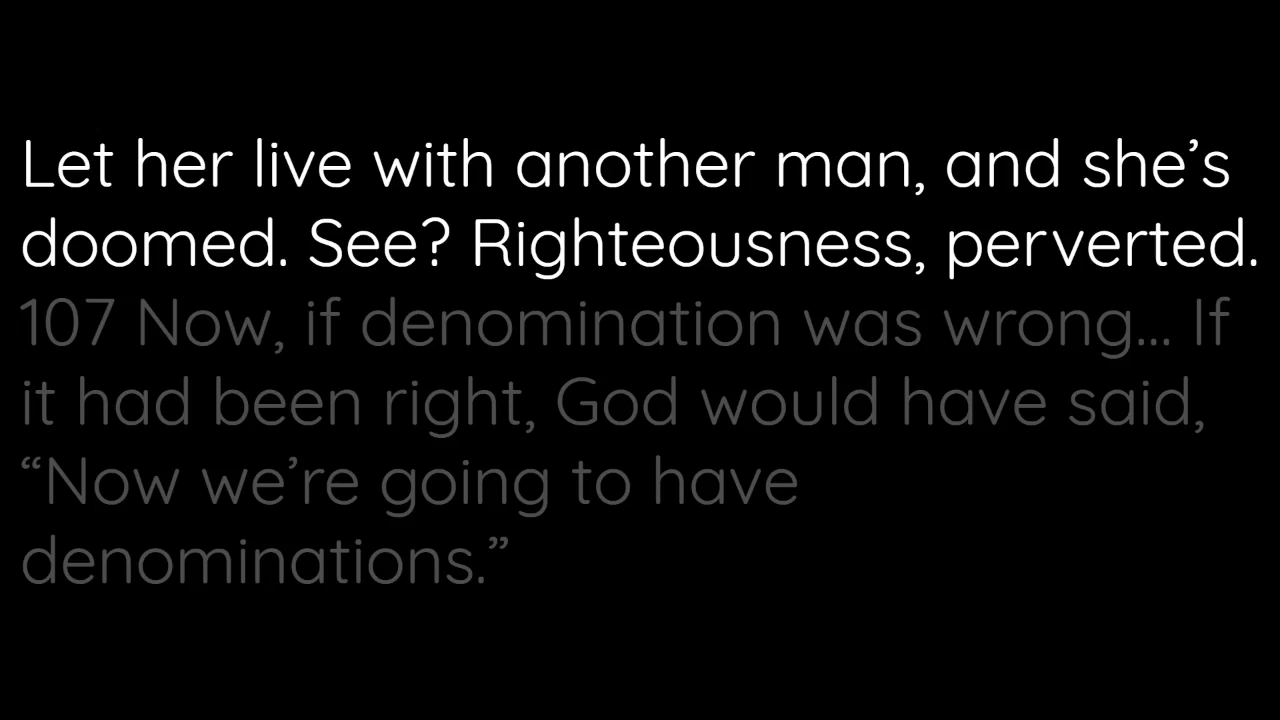 Let her live with another man, and she’s
doomed. See? Righteousness, perverted.
107 Now, if denomination was wrong... If
it had been right, God would have said,
“Now we’re going to have
denominations.”